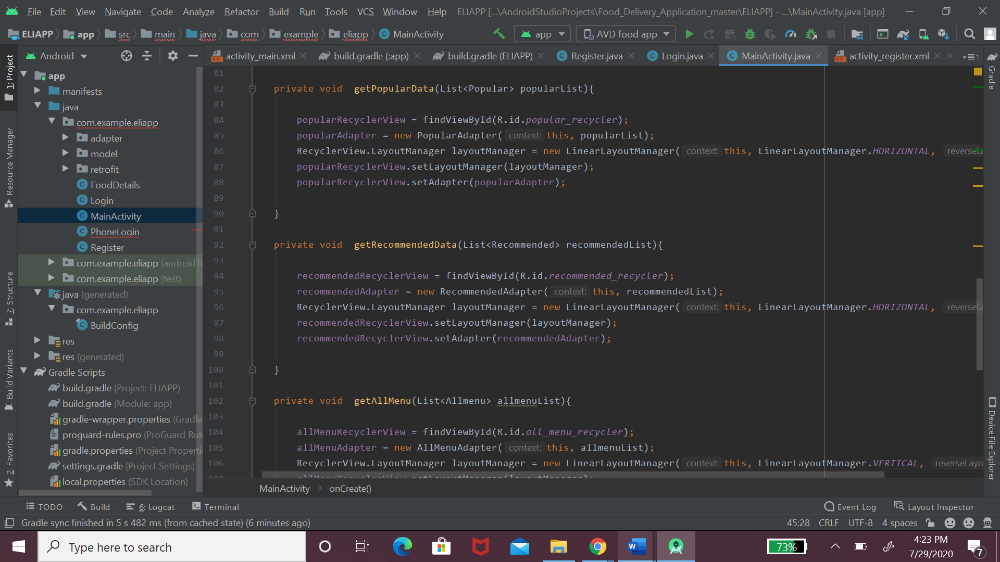 File Edit View Navigate Code Analyze Refactor Build Run Tools VCS Window Help ELIAPP [...\AndroidStudioProjects\Food_Delivery_Application_master\ELIAPP] - ...\MainActivity.java [app]
ELIAPP app src main java com example eliapp MainActivity app AVD food app
Android activity_main.xml build.gradle (:app) build.gradle (ELIAPP) Register.java Login.java MainActivity.java activity_register.xml 1
1: Project
Resource Manager
7: Structure
Build Variants
2: Favorites
app
manifests
java
com.example.eliapp
adapter
model
retrofit
FoodDetails
Login
MainActivity
PhoneLogin
Register
com.example.eliapp (androidTe
com.example.eliapp (test)
java (generated)
com.example.eliapp
BuildConfig
res
res (generated)
Gradle Scripts
build.gradle (Project: ELIAPP)
build.gradle (Module: app)
gradle-wrapper.properties (Gradle
proguard-rules.pro (ProGuard Rule
gradle.properties (Project Properti
settings.gradle (Project Settings)
local.properties (SDK Location)
81
82 private void getPopularData(List<Popular> popularList){
83
84 popularRecyclerView = findViewById(R.id.popular_recycler);
85 popularAdapter = new PopularAdapter( context: this, popularList);
86 RecyclerView.LayoutManager layoutManager = new LinearLayoutManager( context: this, LinearLayoutManager.HORIZONTAL, reverseLa
87 popularRecyclerView.setLayoutManager(layoutManager);
88 popularRecyclerView.setAdapter(popularAdapter);
89
90 }
91
92 private void getRecommendedData(List<Recommended> recommendedList){
93
94 recommendedRecyclerView = findViewById(R.id.recommended_recycler);
95 recommendedAdapter = new RecommendedAdapter( context: this, recommendedList);
96 RecyclerView.LayoutManager layoutManager = new LinearLayoutManager( context: this, LinearLayoutManager.HORIZONTAL, reverseLa
97 recommendedRecyclerView.setLayoutManager(layoutManager);
98 recommendedRecyclerView.setAdapter(recommendedAdapter);
99
100 }
101
102 private void getAllMenu(List<Allmenu> allmenuList){
103
104 allMenuRecyclerView = findViewById(R.id.all_menu_recycler);
105 allMenuAdapter = new AllMenuAdapter( context: this, allmenuList);
106 RecyclerView.LayoutManager layoutManager = new LinearLayoutManager( context: this, LinearLayoutManager.VERTICAL, reverseLayo
107 allMenuRecyclerView.setLayoutManager(layoutManager);
Gradle
Device File Explorer
MainActivity onCreate()
TODO Build 6: Logcat Terminal Event Log Layout Inspector
Gradle sync finished in 5 s 482 ms (from cached state) (6 minutes ago) 45:28 CRLF UTF-8 4 spaces
Type here to search
73%
4:23 PM
7/29/2020
7